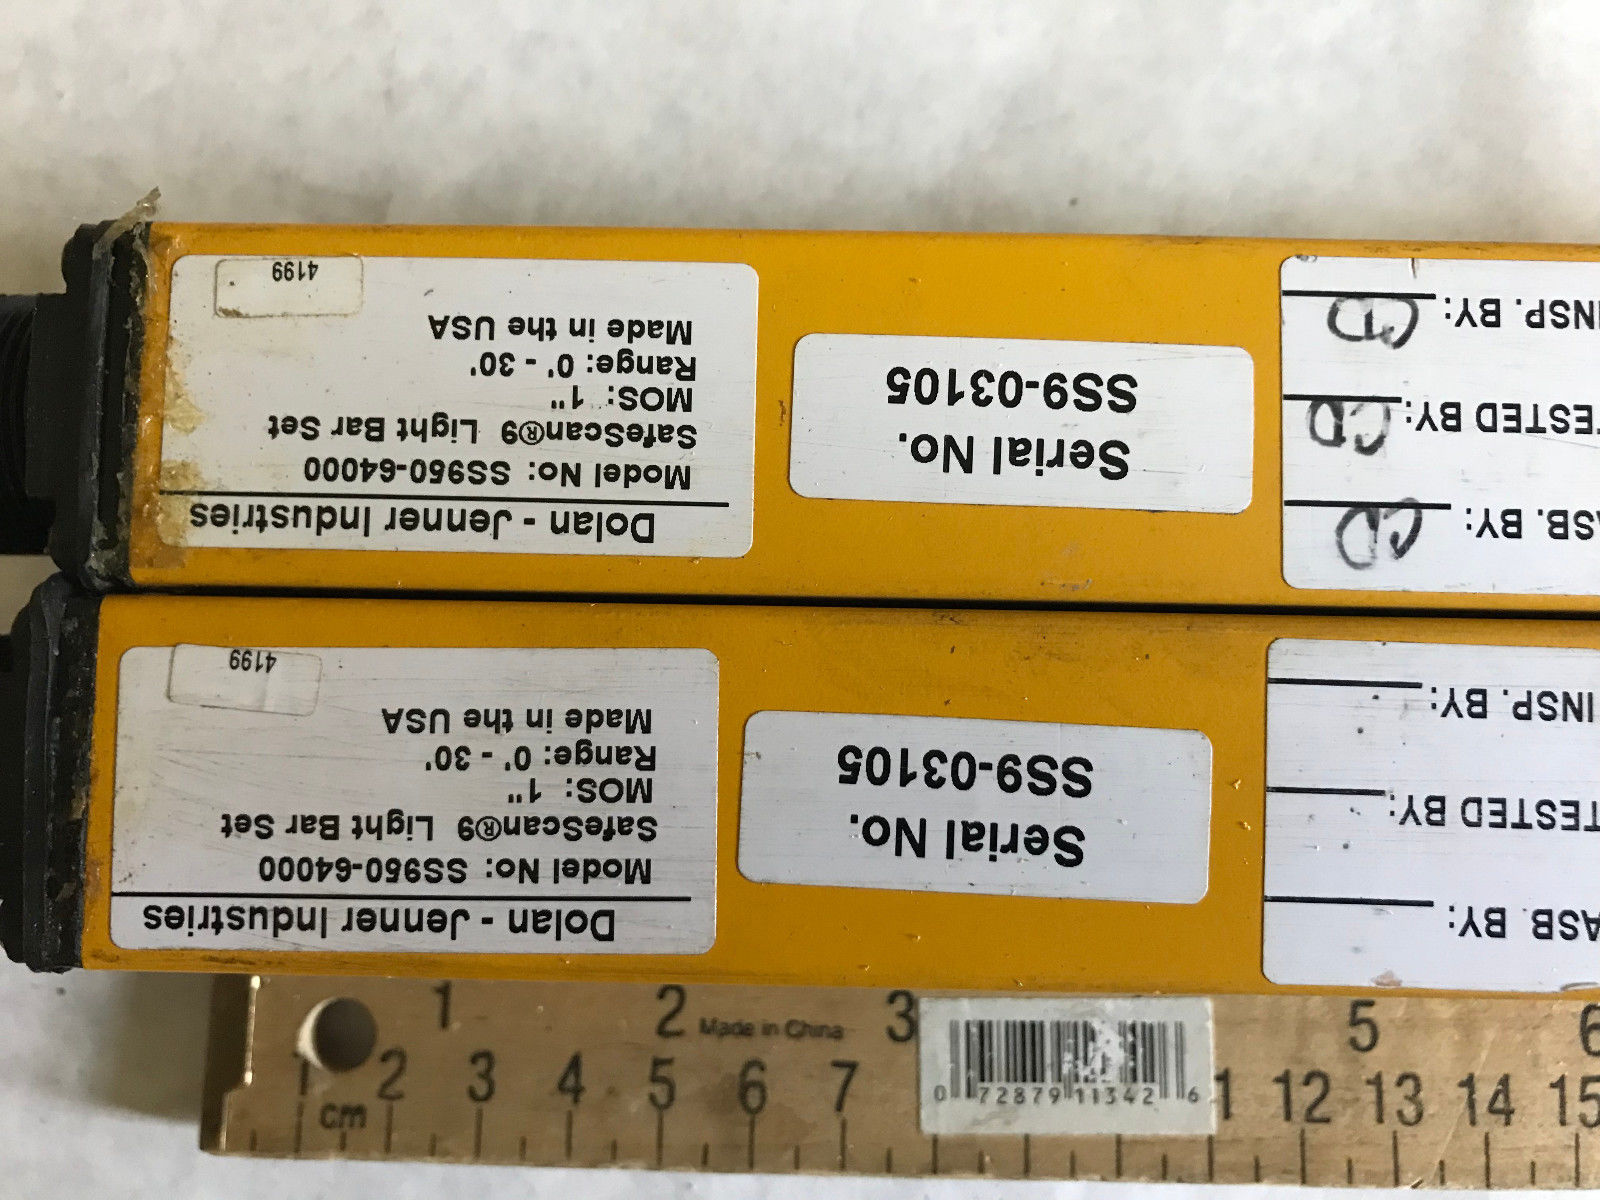 Dolan - Jenner Industries
Model No: SS950-64000
SafeScan®9 Light Bar Set
MOS: 1"
Range: 0' - 30'
Made in the USA
4199
Serial No.
SS9-03105
ASB. BY: CD
TESTED BY: CD
INSP. BY: CD
Dolan - Jenner Industries
Model No: SS950-64000
SafeScan®9 Light Bar Set
MOS: 1"
Range: 0' - 30'
Made in the USA
4199
Serial No.
SS9-03105
ASB. BY:
TESTED BY:
INSP. BY:
1 2 Made in China 3 5 6
1 2 3 4 5 6 7 1 12 13 14 15
cm
0 72879 11342 6